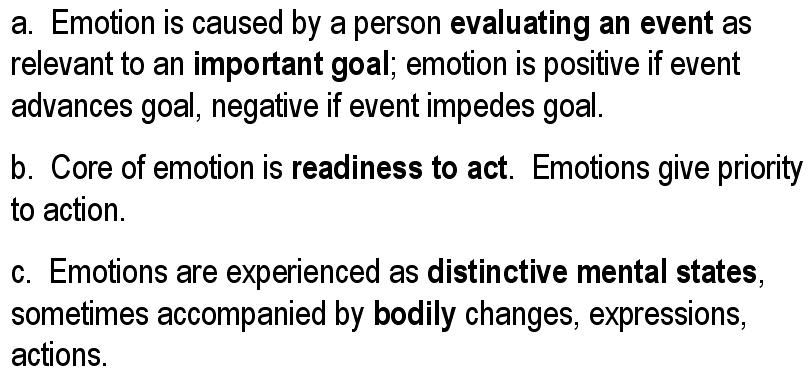 a.  Emotion is caused by a person evaluating an event as
relevant to an important goal; emotion is positive if event
advances goal, negative if event impedes goal.
b.  Core of emotion is readiness to act.  Emotions give priority
to action.
c.  Emotions are experienced as distinctive mental states,
sometimes accompanied by bodily changes, expressions,
actions.